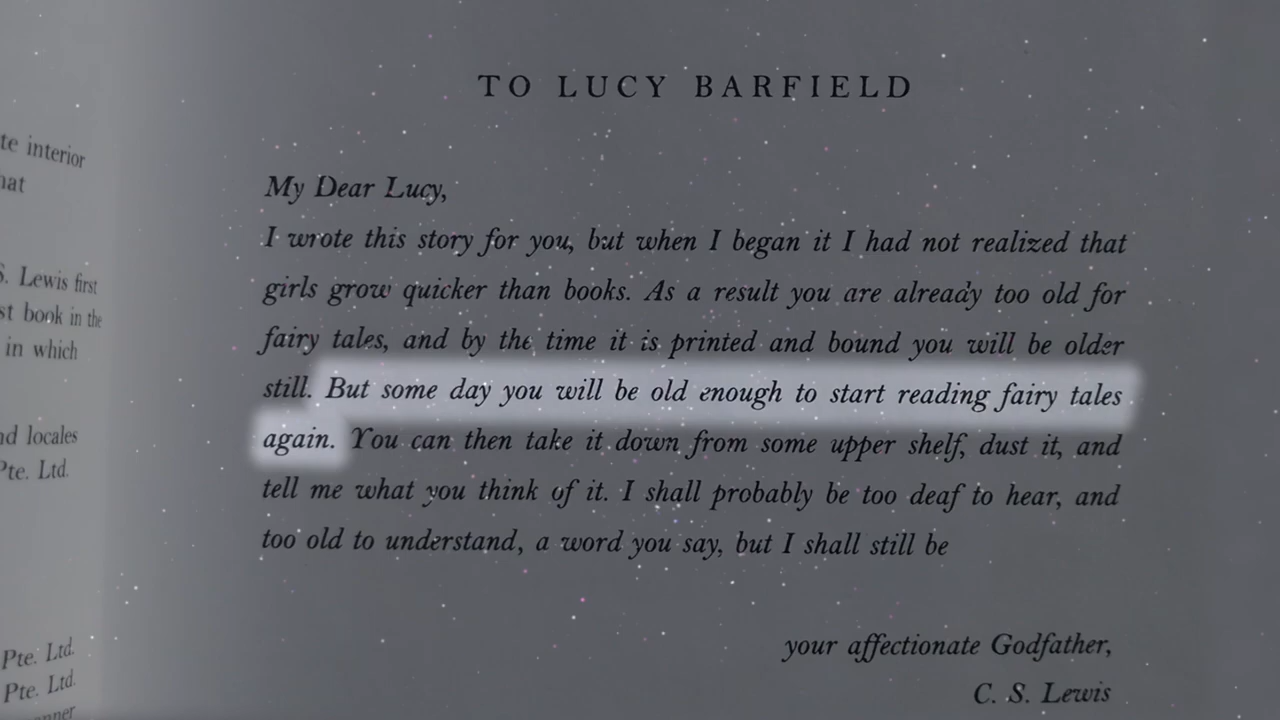 te interior
hat
S. Lewis first
st book in the
in which
nd locales
Pte. Ltd.
Pte. Ltd.
Pte. Ltd.
TO LUCY BARFIELD
My Dear Lucy,
I wrote this story for you, but when I began it I had not realized that
girls grow quicker than books. As a result you are already too old for
fairy tales, and by the time it is printed and bound you will be older
still. But some day you will be old enough to start reading fairy tales
again. You can then take it down from some upper shelf, dust it, and
tell me what you think of it. I shall probably be too deaf to hear, and
too old to understand, a word you say, but I shall still be
your affectionate Godfather,
C. S. Lewis